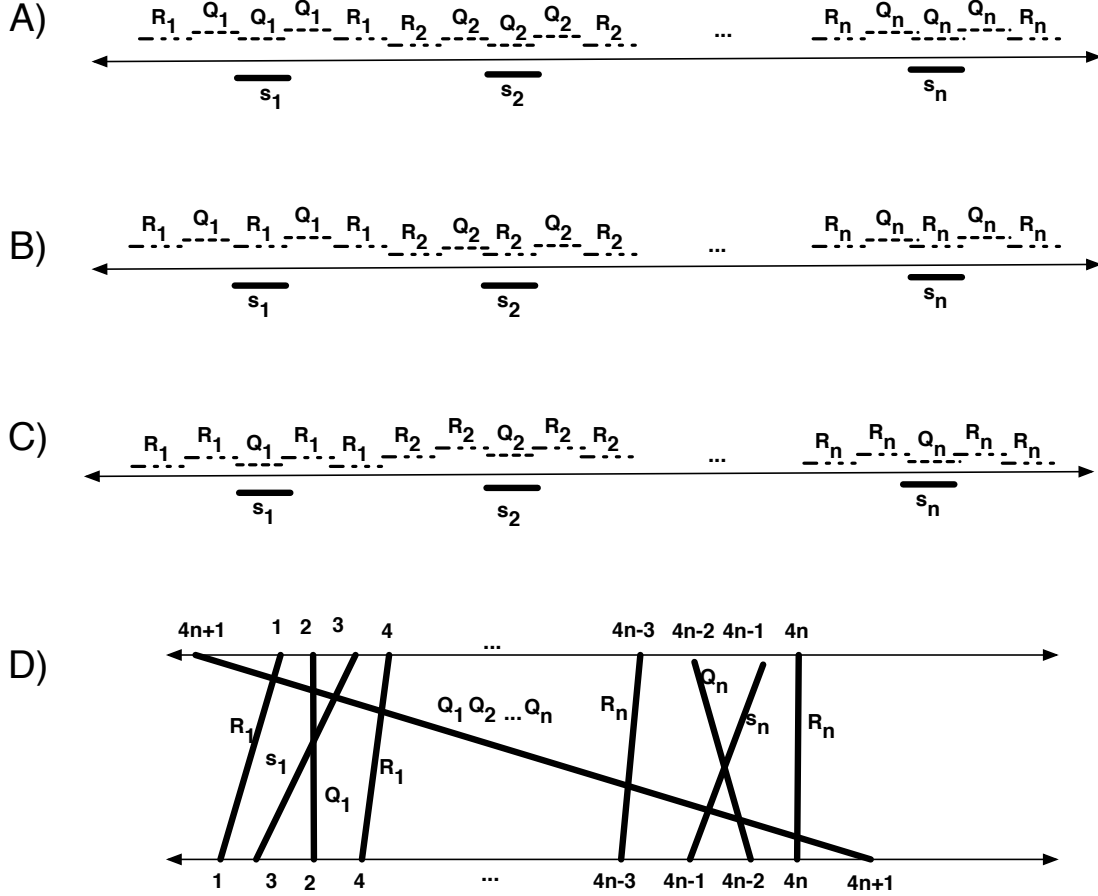 A)
R₁ Q₁ Q₁ Q₁ R₁ R₂ Q₂ Q₂ Q₂ R₂ ... Rₙ Qₙ Qₙ Qₙ Rₙ
s₁ s₂ sₙ
B)
R₁ Q₁ R₁ Q₁ R₁ R₂ Q₂ R₂ Q₂ R₂ ... Rₙ Qₙ Rₙ Qₙ Rₙ
s₁ s₂ sₙ
C)
R₁ R₁ Q₁ R₁ R₁ R₂ R₂ Q₂ R₂ R₂ ... Rₙ Rₙ Qₙ Rₙ Rₙ
s₁ s₂ sₙ
4n+1 1 2 3 4 ... 4n-3 4n-2 4n-1 4n
D)
R₁ s₁ Q₁ R₁ Q₁ Q₂ ... Qₙ Rₙ Qₙ sₙ Rₙ
1 3 2 4 ... 4n-3 4n-1 4n-2 4n 4n+1